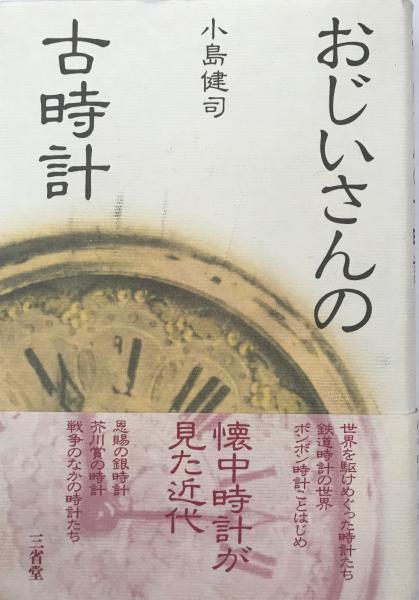 おじいさんの
古時計
小島健司
世界を駆けめぐった時計たち
鉄道時計の世界
ボンボン時計ことはじめ
懐中時計が
見た近代
恩賜の銀時計
芥川賞の時計
戦争のなかの時計たち
三省堂